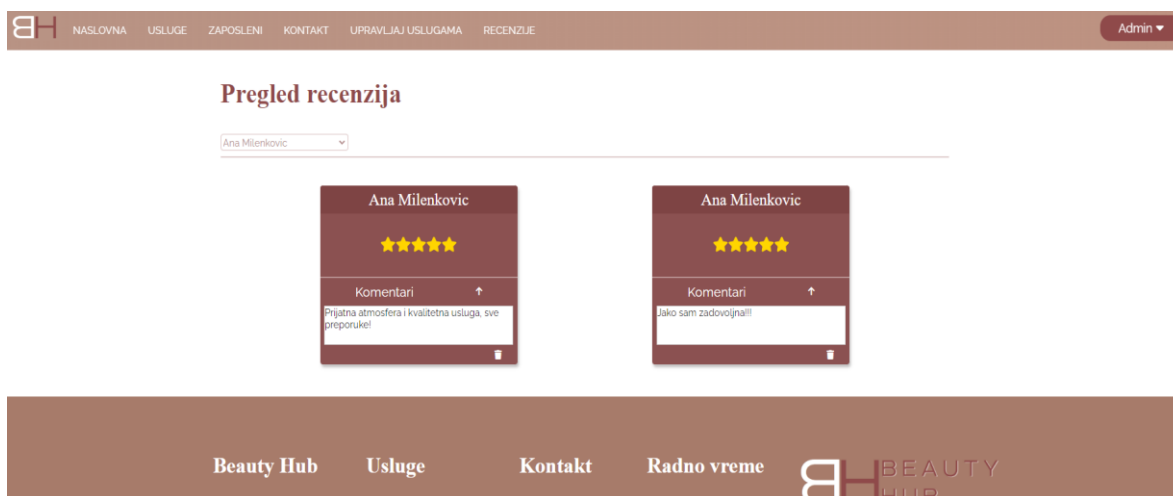 BH NASLOVNA USLUGE ZAPOSLENI KONTAKT UPRAVLJAJ USLUGAMA RECENZIJE Admin
Pregled recenzija
Ana Milenkovic
Ana Milenkovic
Komentari
Prijatna atmosfera i kvalitetna usluga, sve
preporuke!
Ana Milenkovic
Komentari
Jako sam zadovoljna!!!
Beauty Hub Usluge Kontakt Radno vreme
BH BEAUTY
HUB